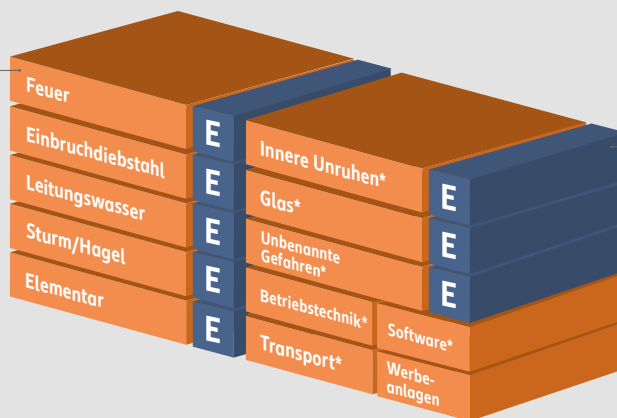 Feuer
E
Einbruchdiebstahl
E
Leitungswasser
E
Sturm/Hagel
E
Elementar
E
Innere Unruhen*
E
Glas*
E
Unbenannte
Gefahren*
E
Betriebstechnik*
Software*
Transport*
Werbe-
anlagen